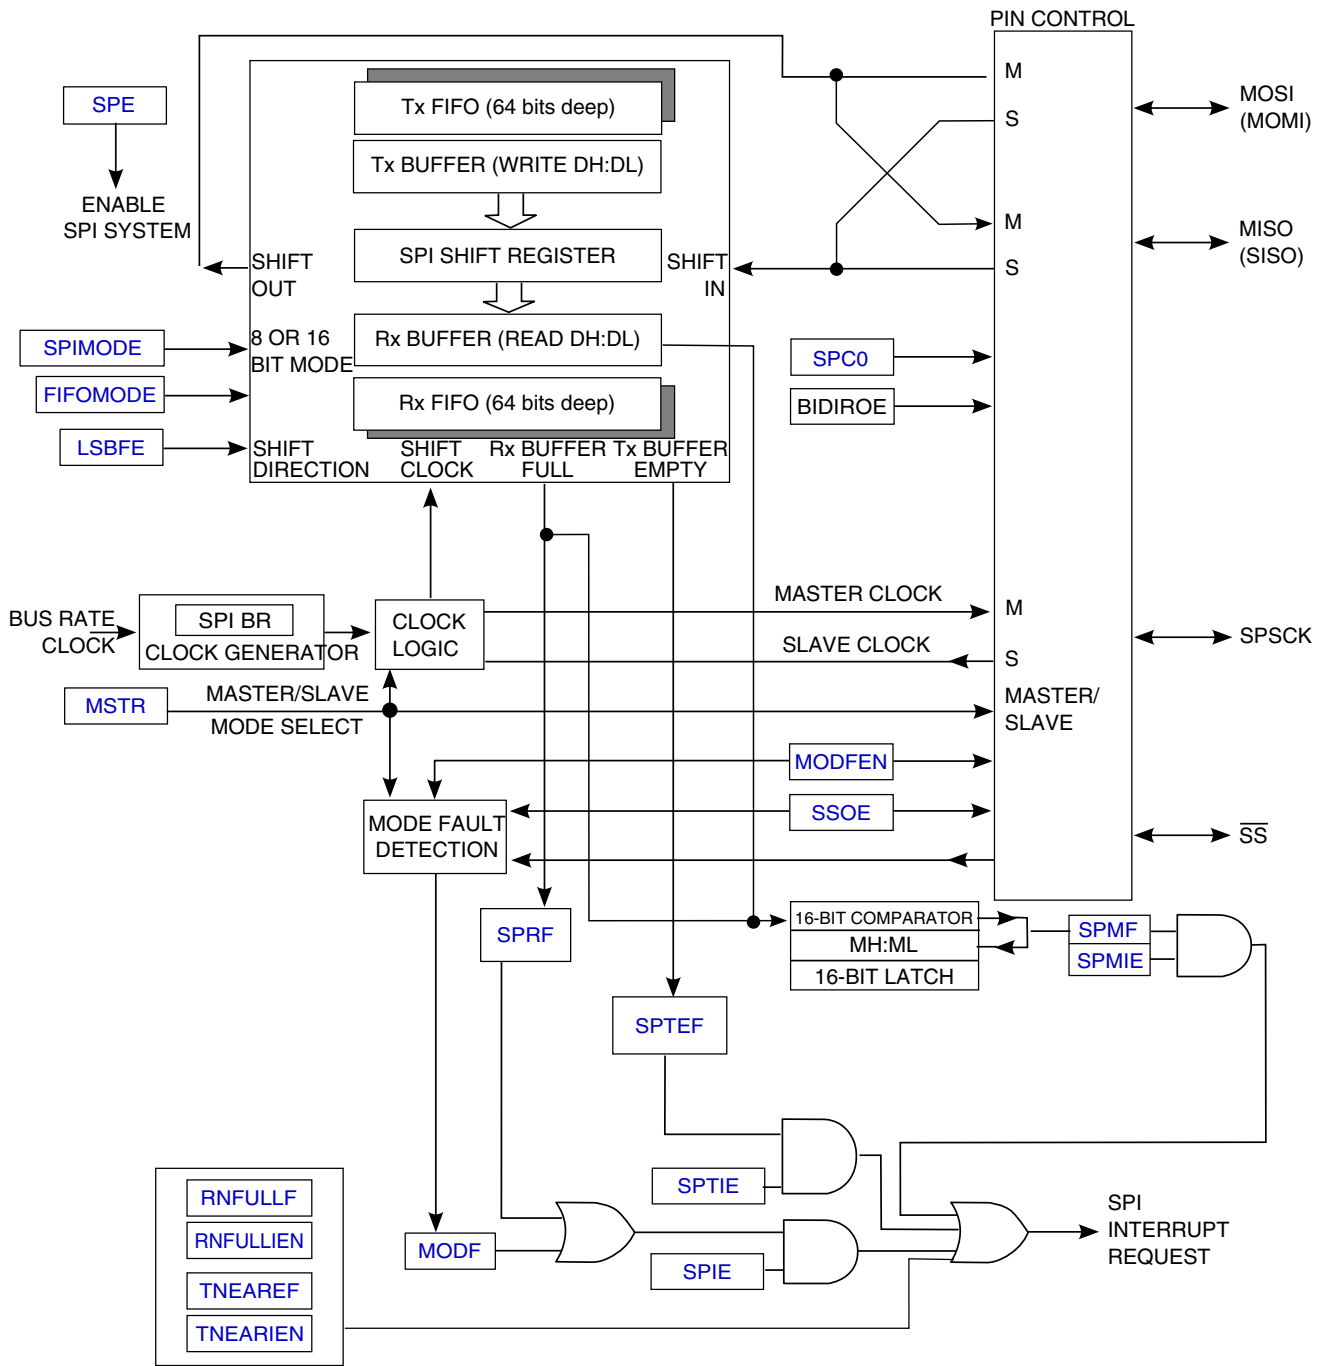 PIN CONTROL
M
S
M
S
MOSI
(MOMI)
MISO
(SISO)
SPE
ENABLE
SPI SYSTEM
Tx FIFO (64 bits deep)
Tx BUFFER (WRITE DH:DL)
SPI SHIFT REGISTER
SHIFT
OUT
SHIFT
IN
Rx BUFFER (READ DH:DL)
8 OR 16
BIT MODE
Rx FIFO (64 bits deep)
SPIMODE
FIFOMODE
LSBFE
SHIFT
DIRECTION
SHIFT
CLOCK
Rx BUFFER
FULL
Tx BUFFER
EMPTY
SPC0
BIDIROE
BUS RATE
CLOCK
SPI BR
CLOCK GENERATOR
CLOCK
LOGIC
MASTER CLOCK
SLAVE CLOCK
M
S
SPSCK
MSTR
MASTER/SLAVE
MODE SELECT
MASTER/
SLAVE
MODFEN
SSOE
MODE FAULT
DETECTION
SS
SPRF
16-BIT COMPARATOR
MH:ML
16-BIT LATCH
SPMF
SPMIE
SPTEF
SPTIE
RNFULLF
RNFULLIEN
TNEAREF
TNEARIEN
MODF
SPIE
SPI
INTERRUPT
REQUEST